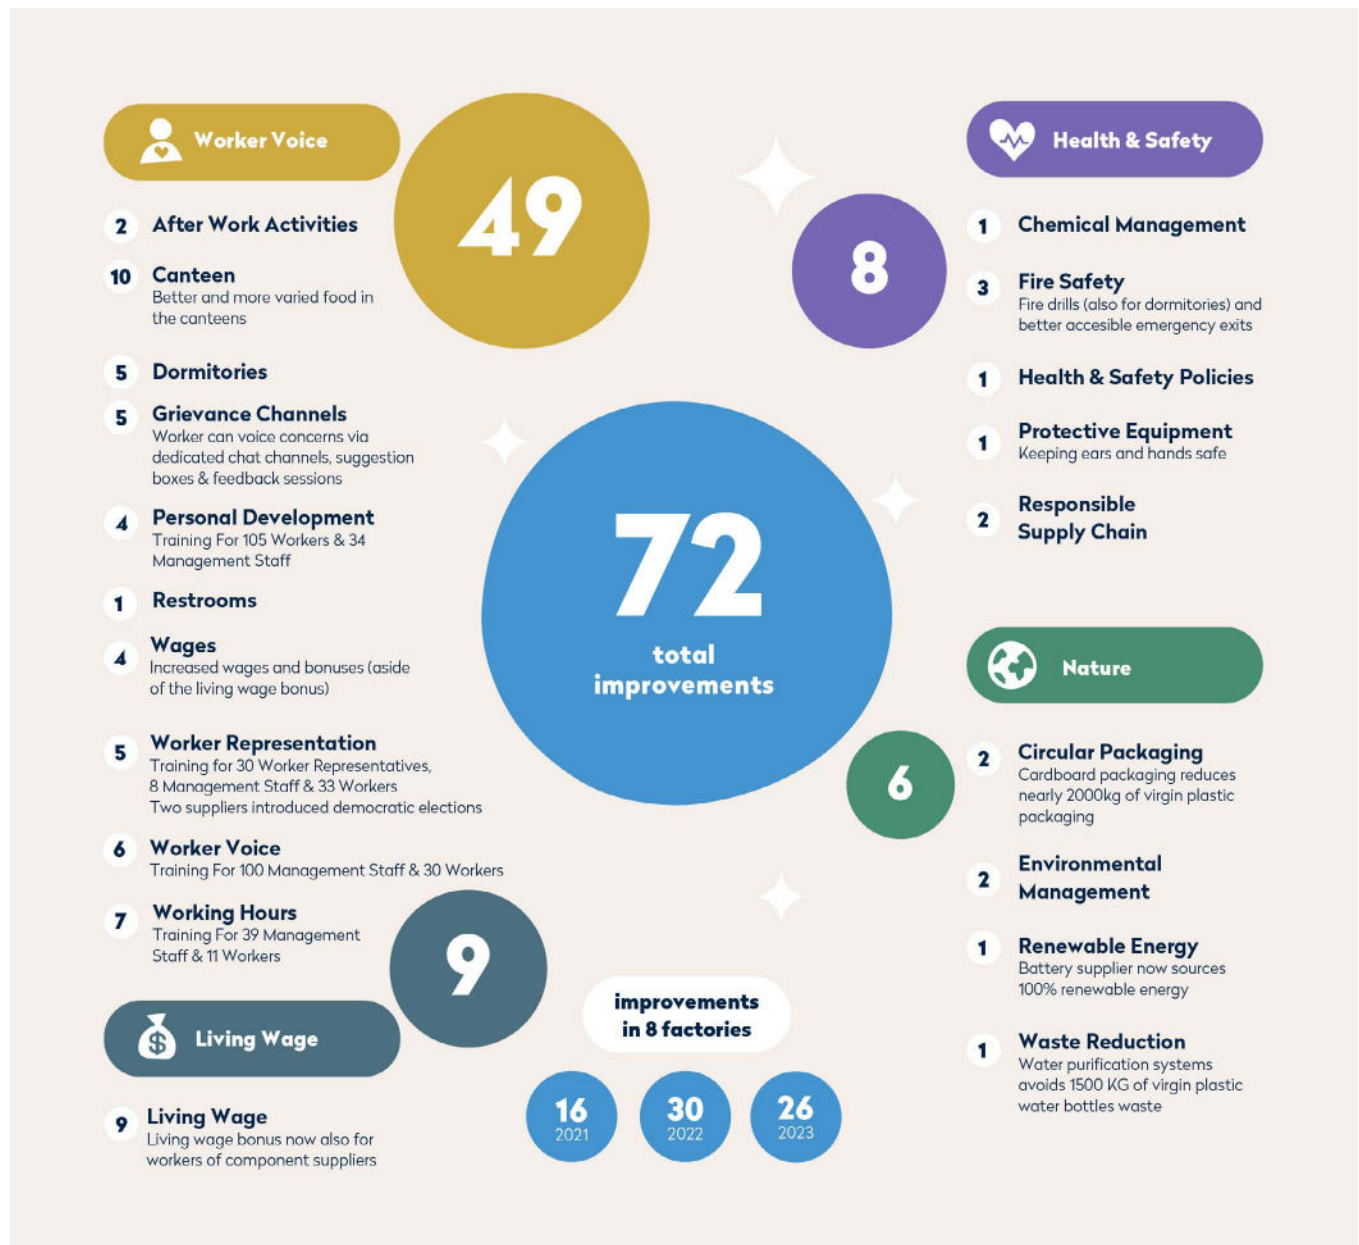 Worker Voice
49
2 After Work Activities
10 Canteen
Better and more varied food in
the canteens
5 Dormitories
5 Grievance Channels
Worker can voice concerns via
dedicated chat channels, suggestion
boxes & feedback sessions
4 Personal Development
Training For 105 Workers & 34
Management Staff
1 Restrooms
4 Wages
Increased wages and bonuses (aside
of the living wage bonus)
5 Worker Representation
Training for 30 Worker Representatives,
8 Management Staff & 33 Workers
Two suppliers introduced democratic elections
6 Worker Voice
Training For 100 Management Staff & 30 Workers
7 Working Hours
Training For 39 Management
Staff & 11 Workers
9
$ Living Wage
9 Living Wage
Living wage bonus now also for
workers of component suppliers
72
total
improvements
improvements
in 8 factories
16
2021
30
2022
26
2023
Health & Safety
8
1 Chemical Management
3 Fire Safety
Fire drills (also for dormitories) and
better accesible emergency exits
1 Health & Safety Policies
1 Protective Equipment
Keeping ears and hands safe
2 Responsible
Supply Chain
Nature
6
2 Circular Packaging
Cardboard packaging reduces
nearly 2000kg of virgin plastic
packaging
2 Environmental
Management
1 Renewable Energy
Battery supplier now sources
100% renewable energy
1 Waste Reduction
Water purification systems
avoids 1500 KG of virgin plastic
water bottles waste